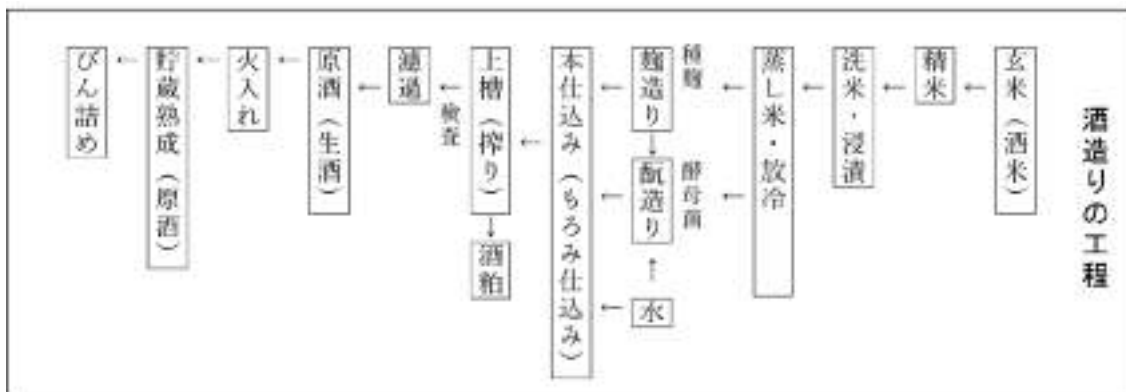 酒造りの工程
玄米（酒米）
←
精米
←
洗米・浸漬
←
蒸し米・放冷
←
←
種麹
麹造り
↓
酵母菌
酛造り
↑
水
←
←
←
本仕込み（もろみ仕込み）
←
上槽（搾り）
↓
酒粕
←
検査
濾過
←
原酒（生酒）
←
火入れ
←
貯蔵熟成（原酒）
←
びん詰め